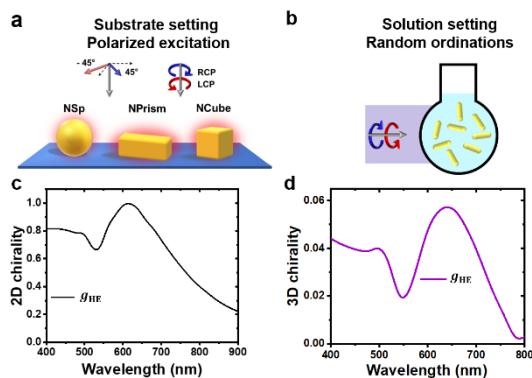 a
Substrate setting
Polarized excitation
45°
45°
RCP
LCP
NSp
NPrism
NCube
b
Solution setting
Random ordinations
c
2D chirality
1.0
0.8
0.6
0.4
0.2
0.0
gHE
400 500 600 700 800 900
Wavelength (nm)
d
3D chirality
0.06
0.04
0.02
0.00
gHE
400 500 600 700 800
Wavelength (nm)